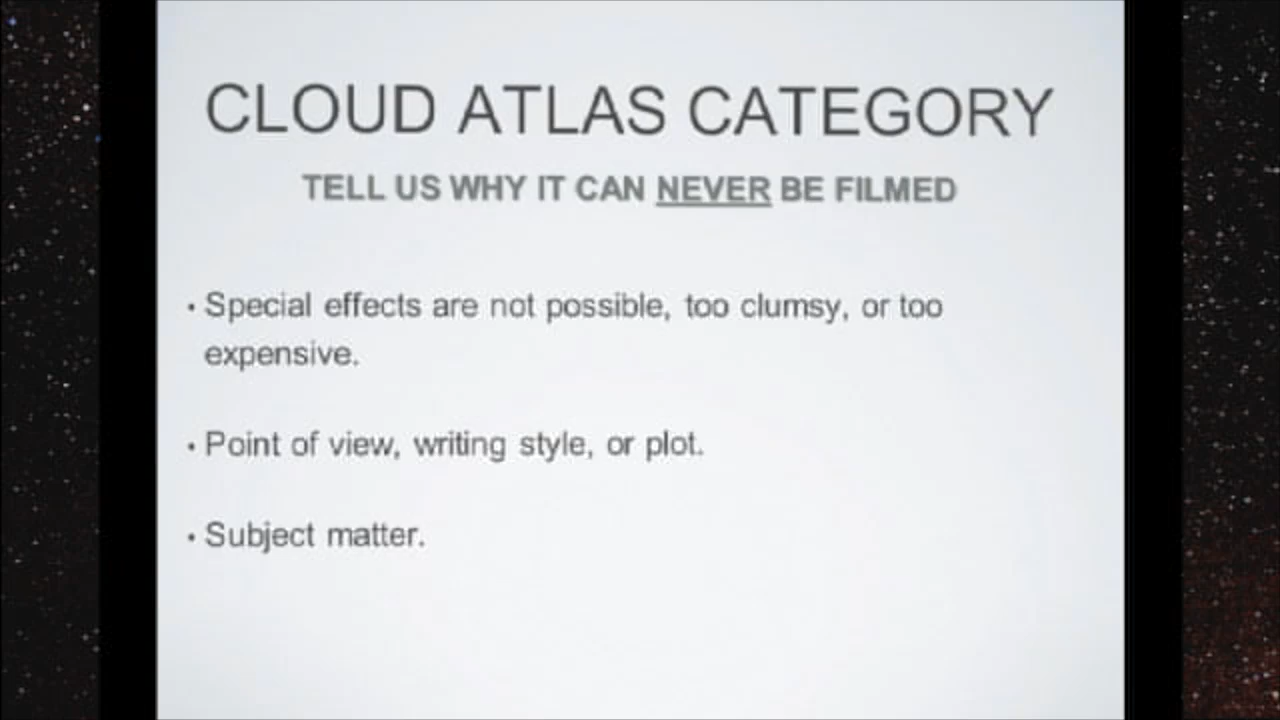 CLOUD ATLAS CATEGORY
TELL US WHY IT CAN NEVER BE FILMED
• Special effects are not possible, too clumsy, or too
expensive.
• Point of view, writing style, or plot.
• Subject matter.